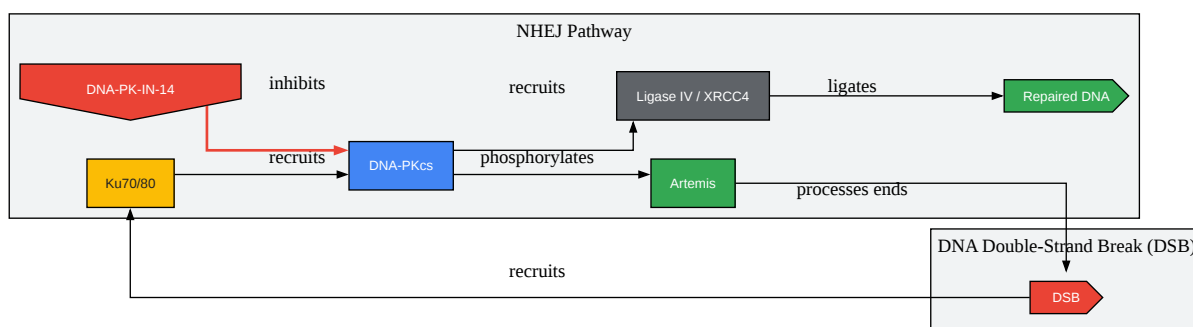 NHEJ Pathway
DNA-PK-IN-14
inhibits
recruits
Ligase IV / XRCC4
ligates
Repaired DNA
Ku70/80
recruits
DNA-PKcs
phosphorylates
Artemis
processes ends
DNA Double-Strand Break (DSB)
recruits
DSB